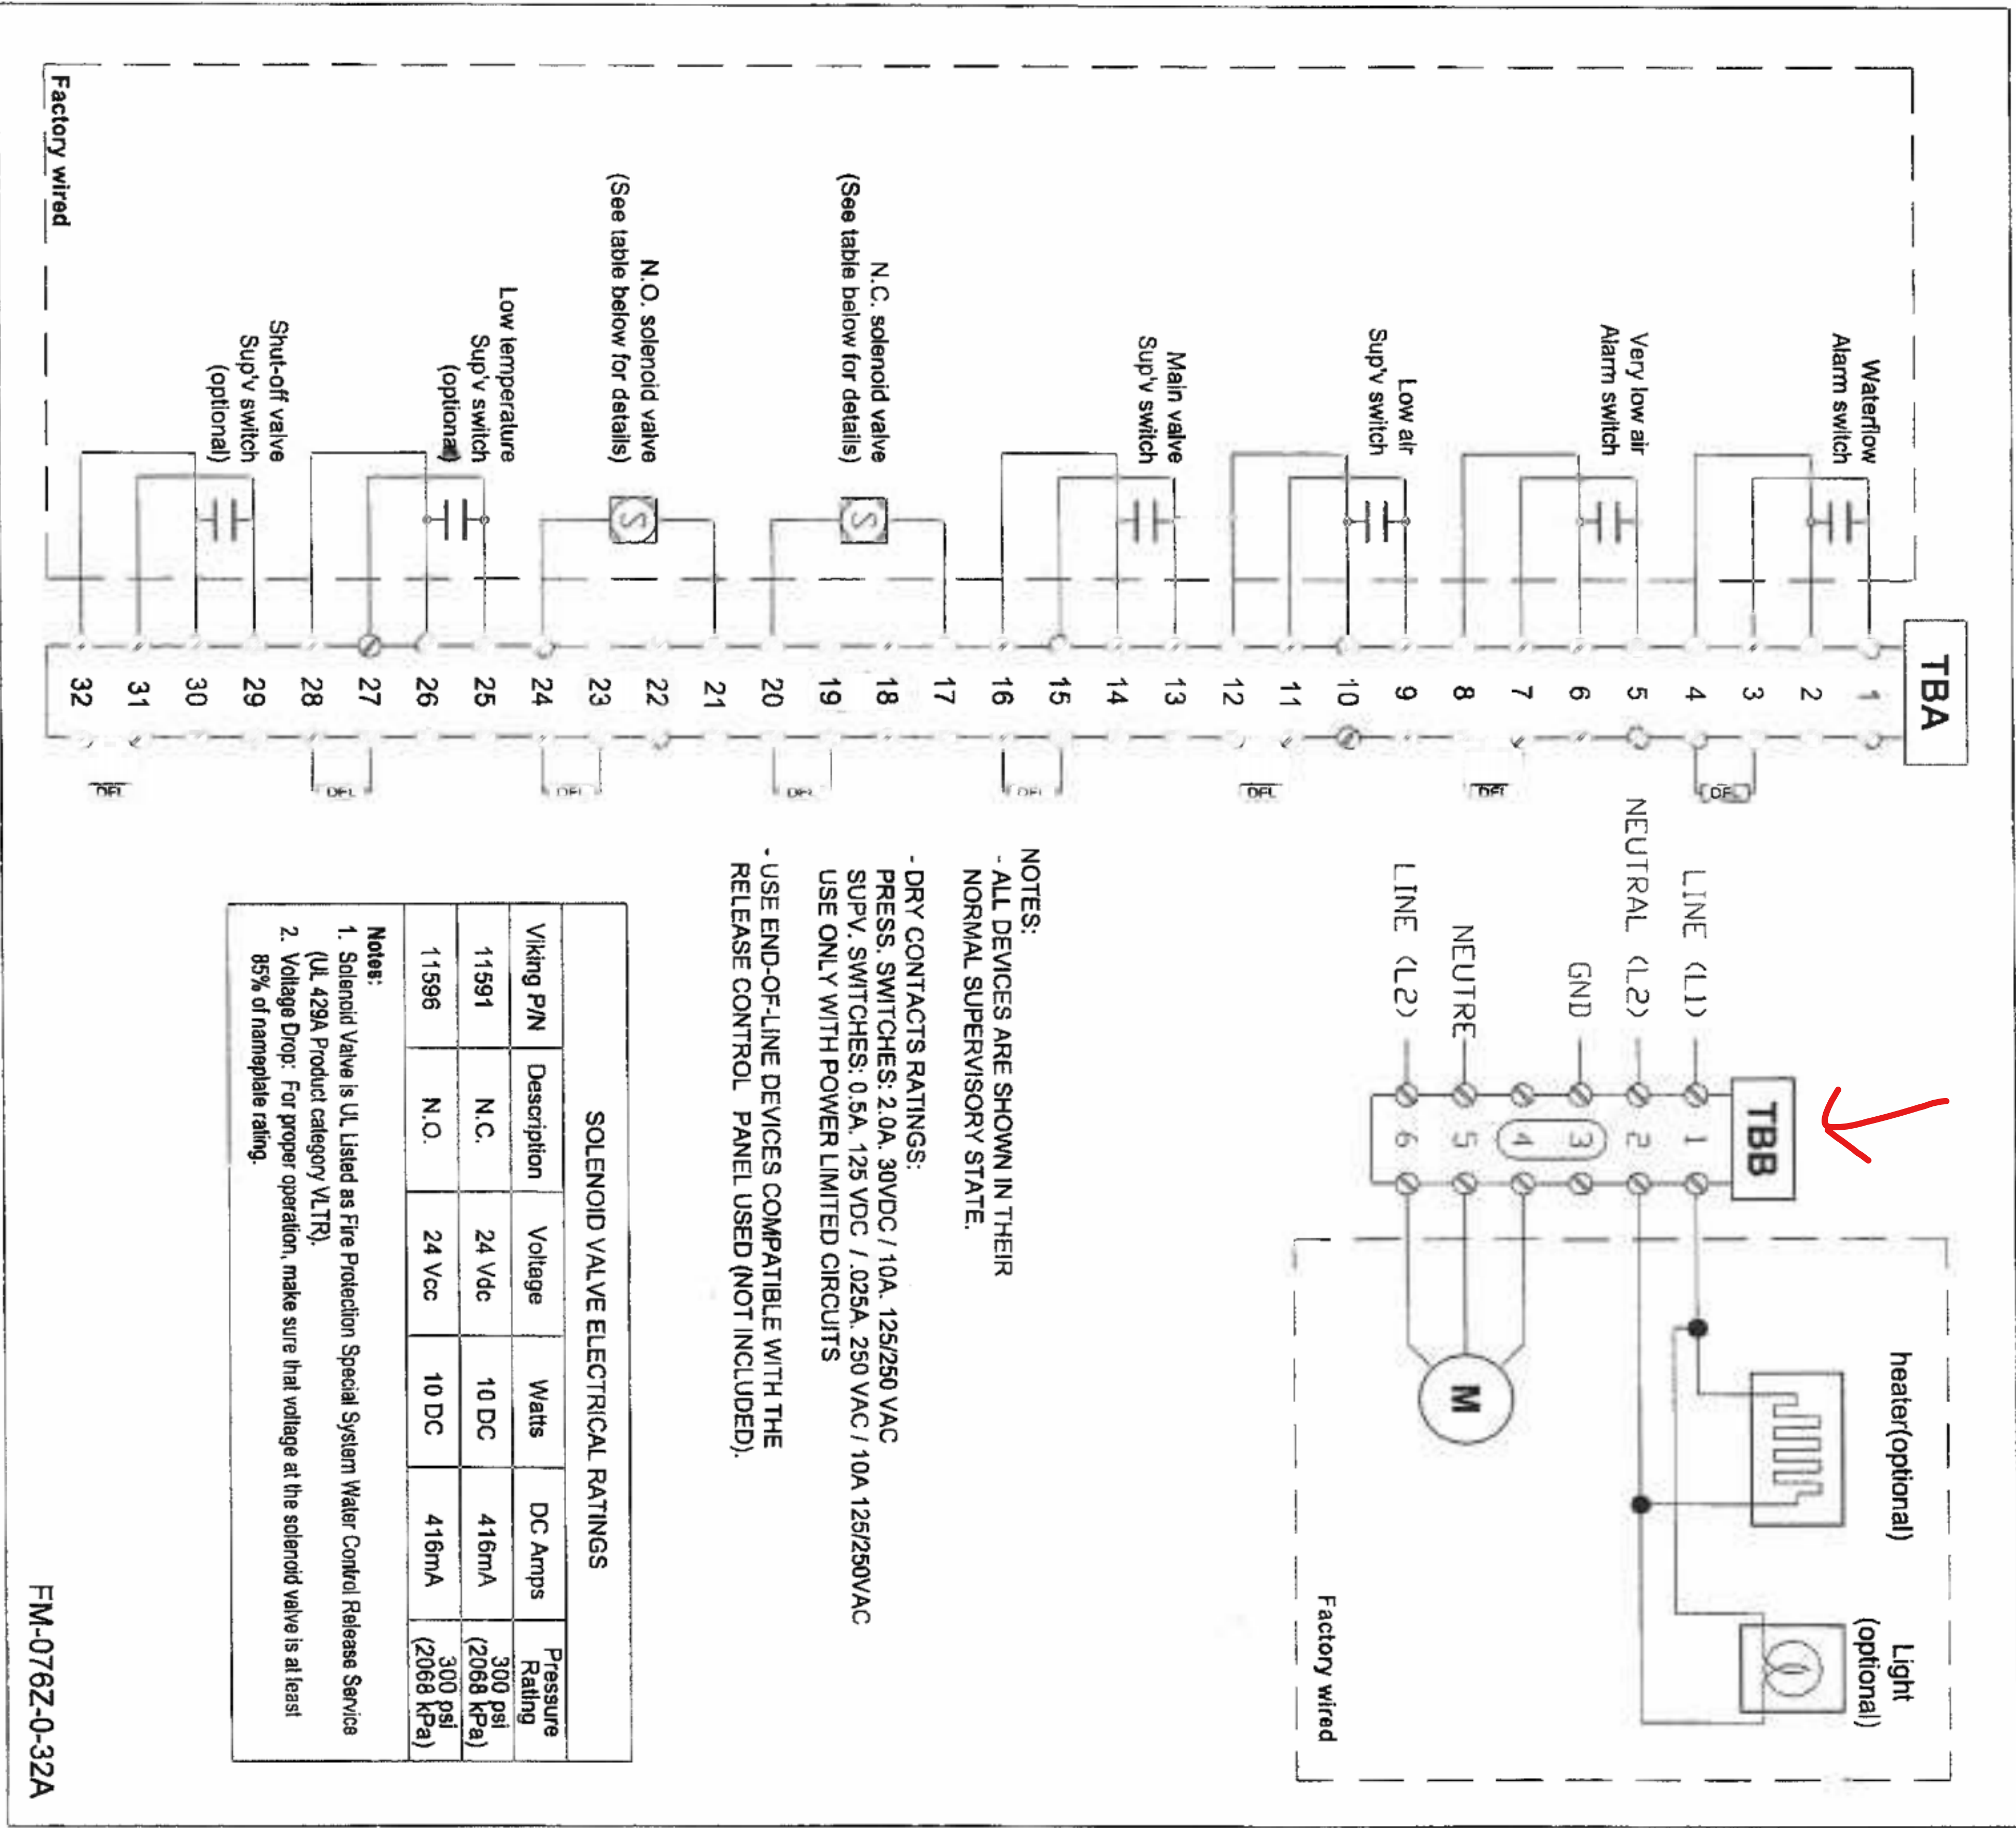 TBA
Waterflow
Alarm switch
Very low air
Alarm switch
Low air
Sup'v switch
Main valve
Sup'v switch
N.C. solenoid valve
(See table below for details)
N.O. solenoid valve
(See table below for details)
Low temperature
Sup'v switch
(optional)
Shut-off valve
Sup'v switch
(optional)
Factory wired
S
S
1
2
3
4
5
6
7
8
9
10
11
12
13
14
15
16
17
18
19
20
21
22
23
24
25
26
27
28
29
30
31
32
DFL
DFL
DFL
DFL
DFL
DFL
DFL
TBB
LINE (L1)
NEUTRAL (L2)
GND
NEUTRE
LINE (L2)
1
2
3
4
5
6
heater(optional)
Light
(optional)
M
Factory wired
NOTES:
- ALL DEVICES ARE SHOWN IN THEIR
NORMAL SUPERVISORY STATE.
- DRY CONTACTS RATINGS:
PRESS. SWITCHES: 2.0A. 30VDC / 10A. 125/250 VAC
SUPV. SWITCHES: 0.5A. 125 VDC / .025A. 250 VAC / 10A 125/250VAC
USE ONLY WITH POWER LIMITED CIRCUITS
- USE END-OF-LINE DEVICES COMPATIBLE WITH THE
RELEASE CONTROL PANEL USED (NOT INCLUDED).
SOLENOID VALVE ELECTRICAL RATINGS
Viking P/N Description Voltage Watts DC Amps Pressure Rating
11591 N.C. 24 Vdc 10 DC 416mA 300 psi (2068 kPa)
11596 N.O. 24 Vcc 10 DC 416mA 300 psi (2068 kPa)
Notes:
1. Solenoid Valve is UL Listed as Fire Protection Special System Water Control Release Service
(UL 429A Product category VLTR).
2. Voltage Drop: For proper operation, make sure that voltage at the solenoid valve is at least
85% of nameplate rating.
FM-076Z-0-32A